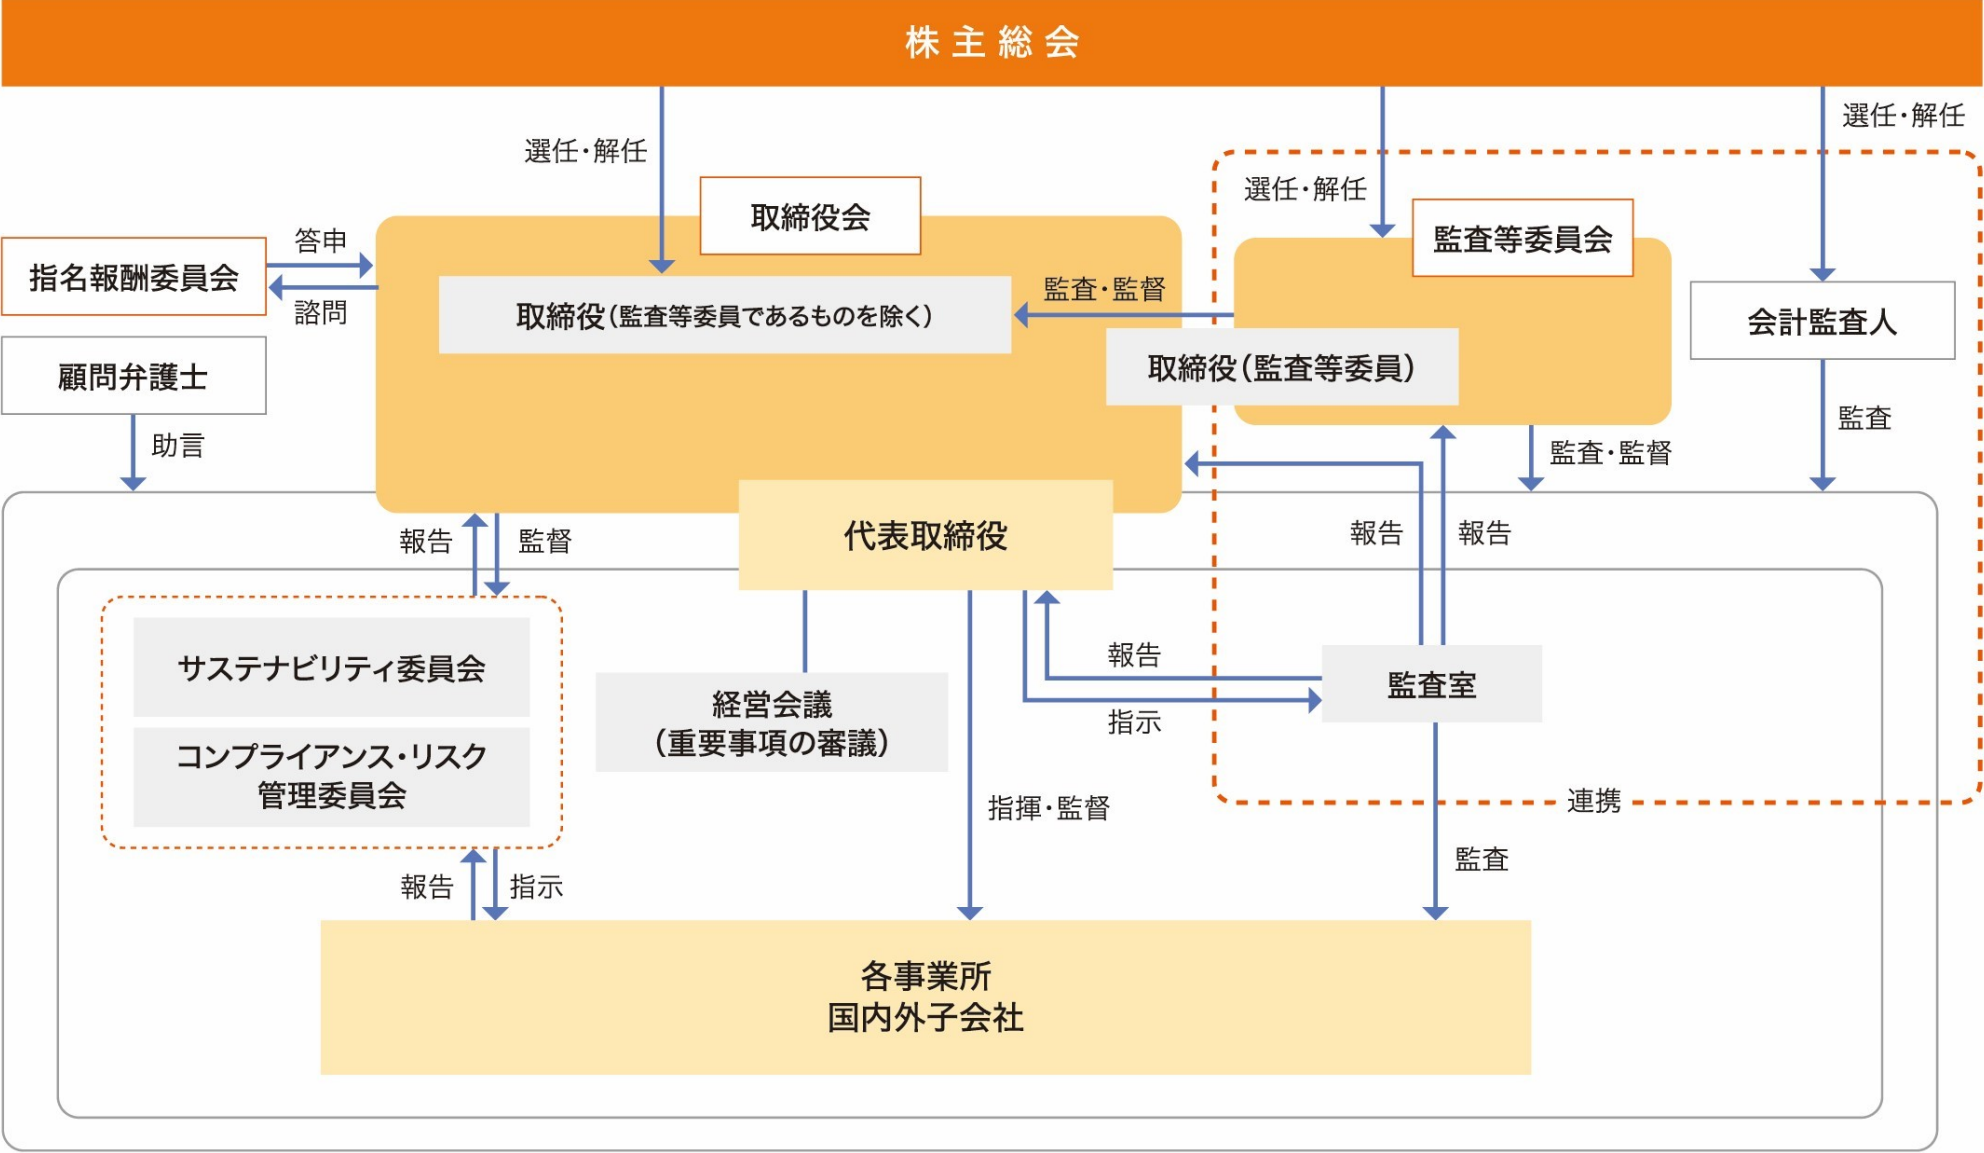 株主総会
選任・解任
選任・解任
選任・解任
取締役会
監査等委員会
指名報酬委員会
答申
諮問
取締役（監査等委員であるものを除く）
監査・監督
取締役（監査等委員）
会計監査人
顧問弁護士
助言
監査・監督
監査
報告
監督
代表取締役
報告
報告
サステナビリティ委員会
コンプライアンス・リスク
管理委員会
経営会議
（重要事項の審議）
報告
指示
監査室
指揮・監督
連携
報告
指示
監査
各事業所
国内外子会社